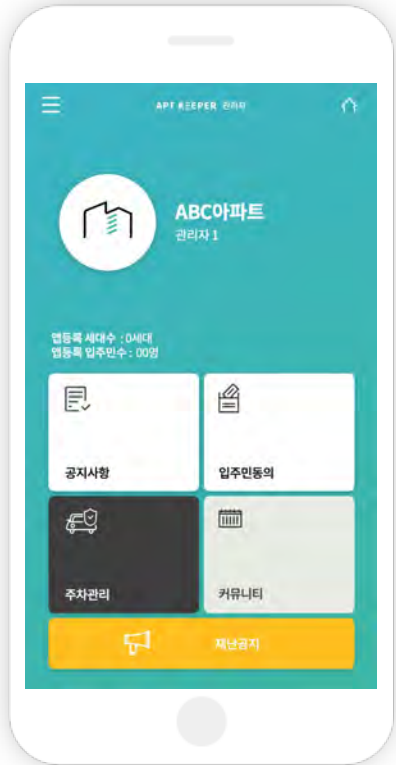 APT KEEPER 관리자
ABC아파트
관리자 1
앱등록 세대수 : 0세대
앱등록 입주민수 : 00명
공지사항
입주민동의
주차관리
커뮤니티
재난공지